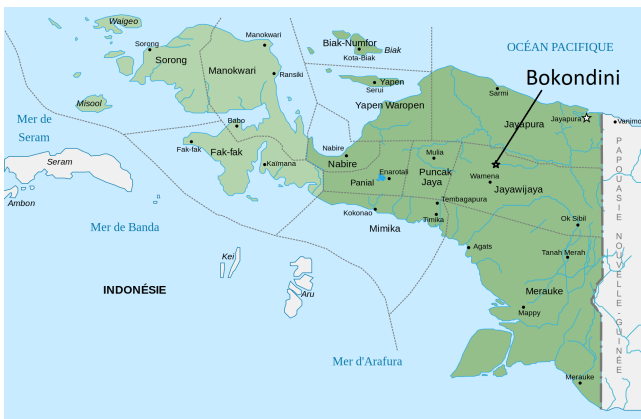 Waigeo
Manokwari
Sorong
Sorong
Manokwari
Ransiki
Biak-Numfor
Biak
Kota-Biak
OCÉAN PACIFIQUE
Bokondini
Misool
Yapen
Serui
Yapen Waropen
Sarmi
Mer de
Seram
Babo
Jayapura
Jayapura
Vanimo
Fak-fak
Fak-fak
Kaïmana
Nabire
Nabire
Mulia
Puncak
Jaya
Enarotali
Panial
Wamena
Jayawijaya
Seram
Ambon
Kokonao
Tembagapura
Timika
Mimika
Ok Sibil
Mer de Banda
Agats
Tanah Merah
Kei
Aru
INDONÉSIE
Merauke
Mappy
Mer d'Arafura
Merauke
PAPOUASIE NOUVELLE-GUINÉE